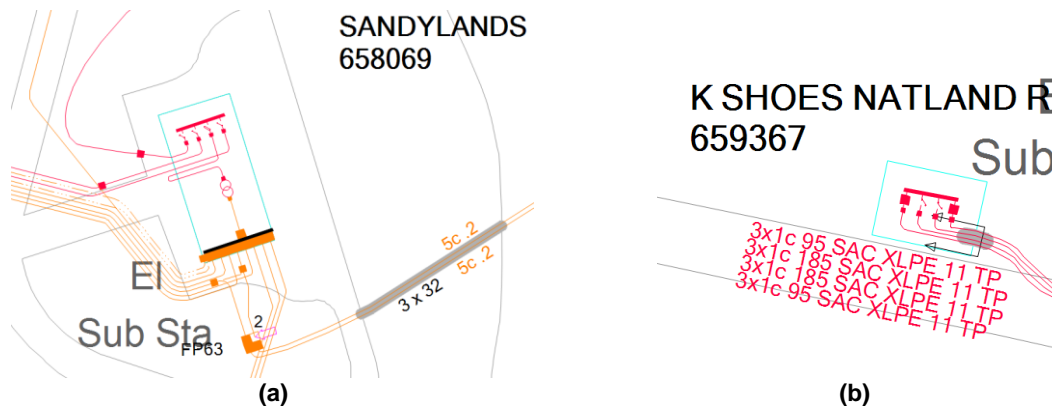 SANDYLANDS
658069
5c .2
5c .2
3 x 32
El
Sub Sta
2
FP63
(a)
K SHOES NATLAND R
659367
Sub
3x1c 95 SAC XLPE 11 TP
3x1c 185 SAC XLPE 11 TP
3x1c 185 SAC XLPE 11 TP
3x1c 95 SAC XLPE 11 TP
(b)